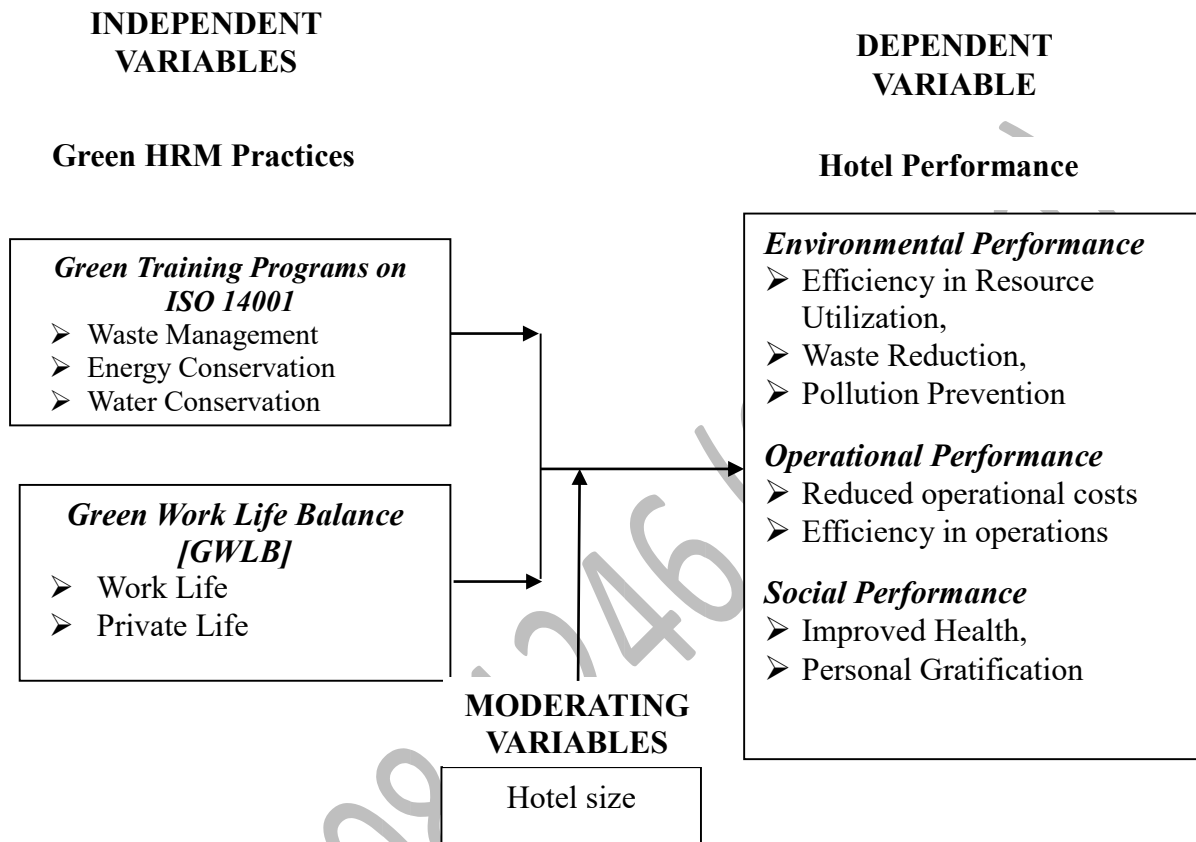 INDEPENDENT
VARIABLES
Green HRM Practices
Green Training Programs on
ISO 14001
➢ Waste Management
➢ Energy Conservation
➢ Water Conservation
Green Work Life Balance
[GWLB]
➢ Work Life
➢ Private Life
MODERATING
VARIABLES
Hotel size
DEPENDENT
VARIABLE
Hotel Performance
Environmental Performance
➢ Efficiency in Resource
Utilization,
➢ Waste Reduction,
➢ Pollution Prevention
Operational Performance
➢ Reduced operational costs
➢ Efficiency in operations
Social Performance
➢ Improved Health,
➢ Personal Gratification